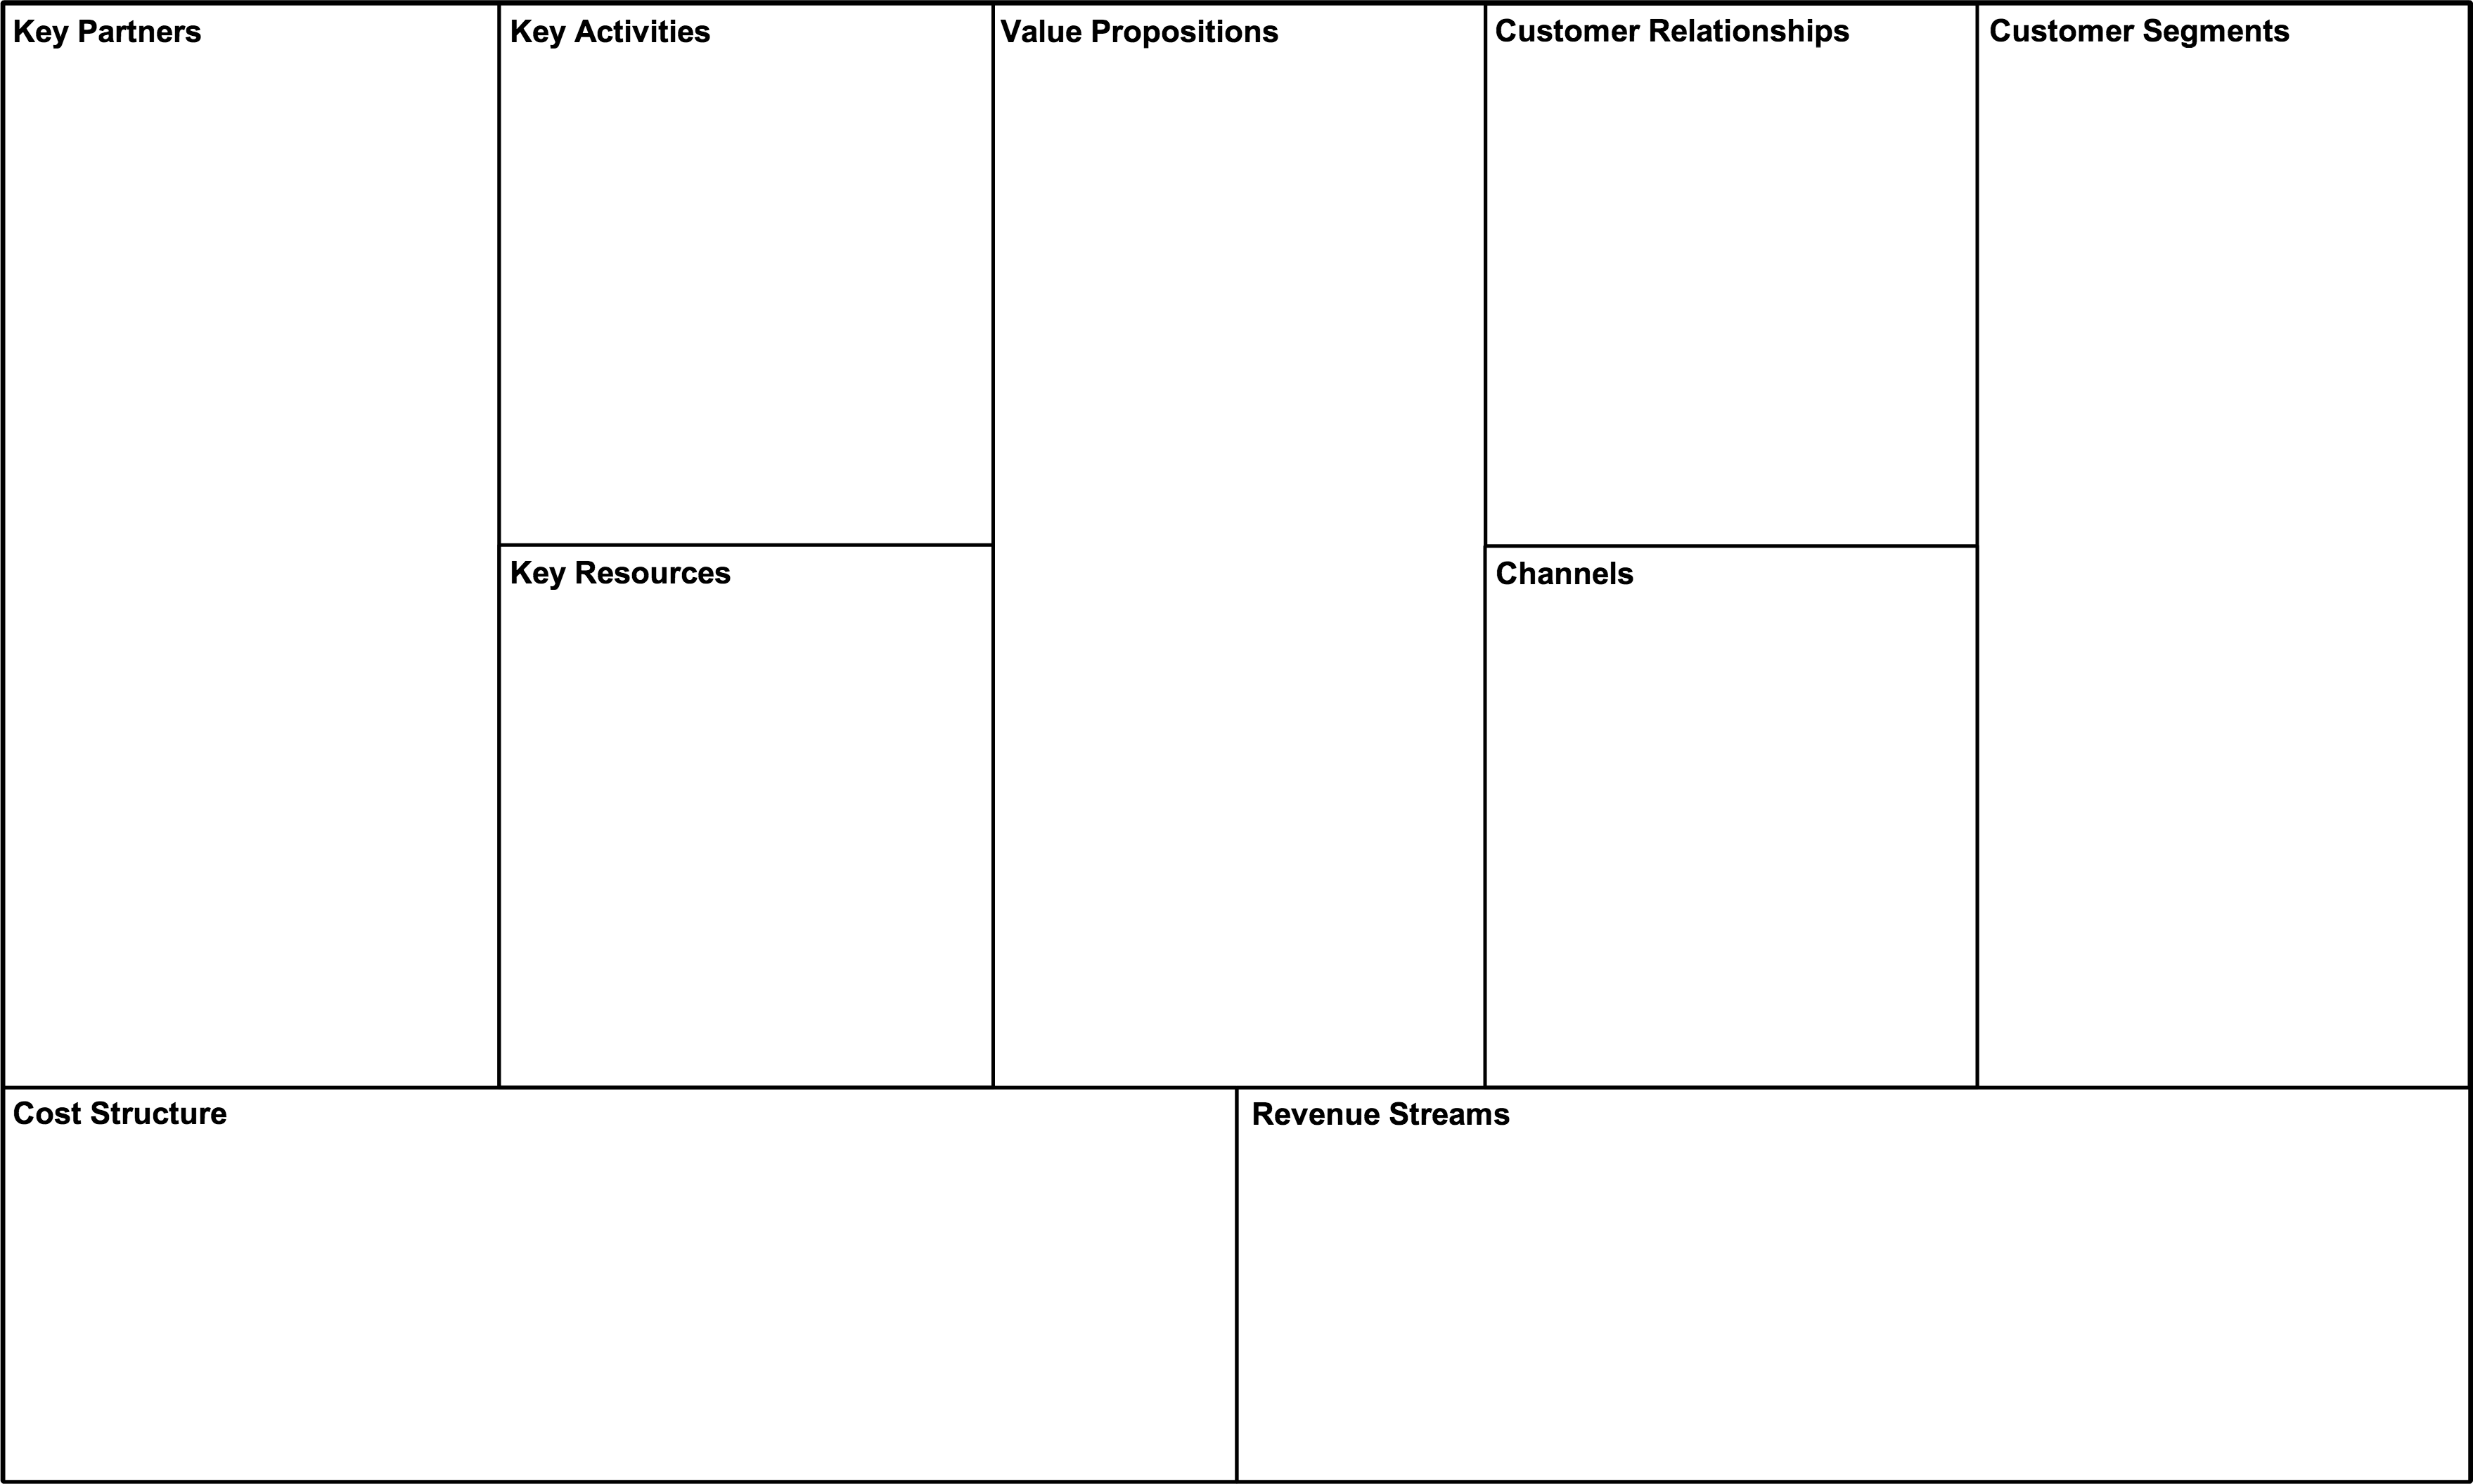 Key Partners
Key Activities
Value Propositions
Customer Relationships
Customer Segments
Key Resources
Channels
Cost Structure
Revenue Streams